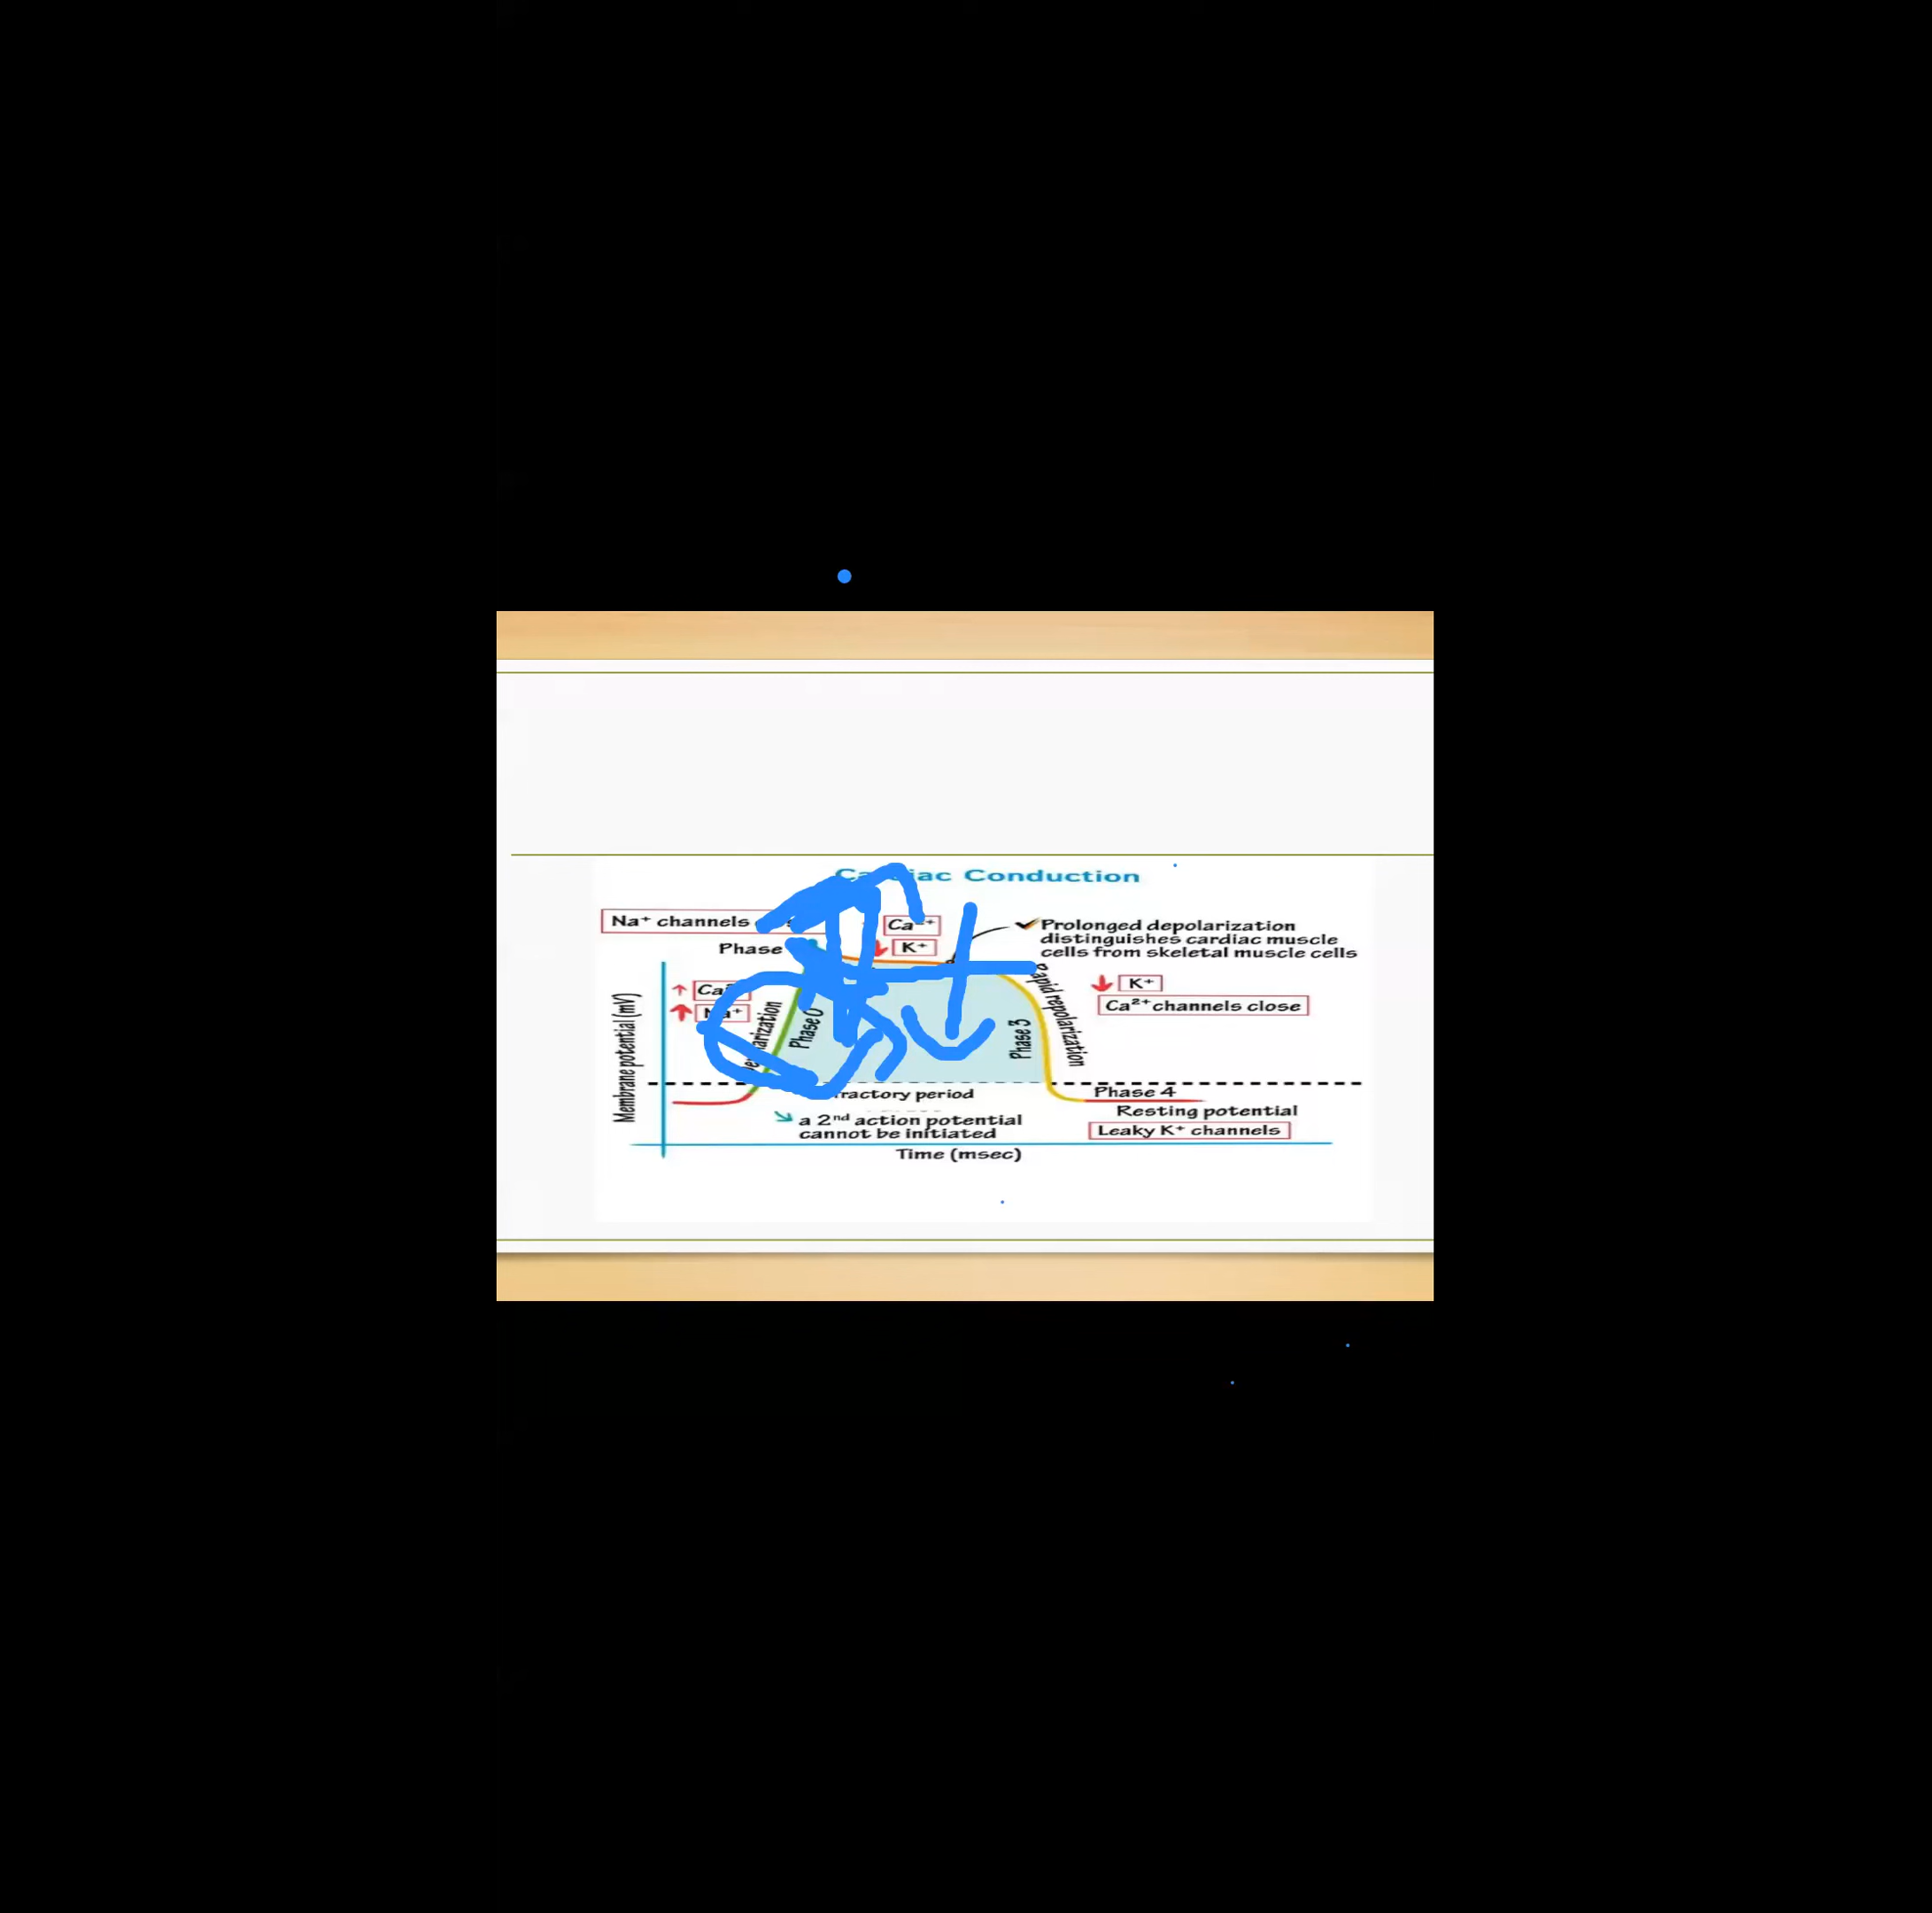 Conduction
Na⁺ channels
Phase
K⁺
Prolonged depolarization
distinguishes cardiac muscle
cells from skeletal muscle cells
K⁺
Ca²⁺ channels close
Membrane potential (mV)
Phase 0
Phase 3
Rapid repolarization
period
Phase 4
Resting potential
Leaky K⁺ channels
a 2ⁿᵈ action potential
cannot be initiated
Time (msec)